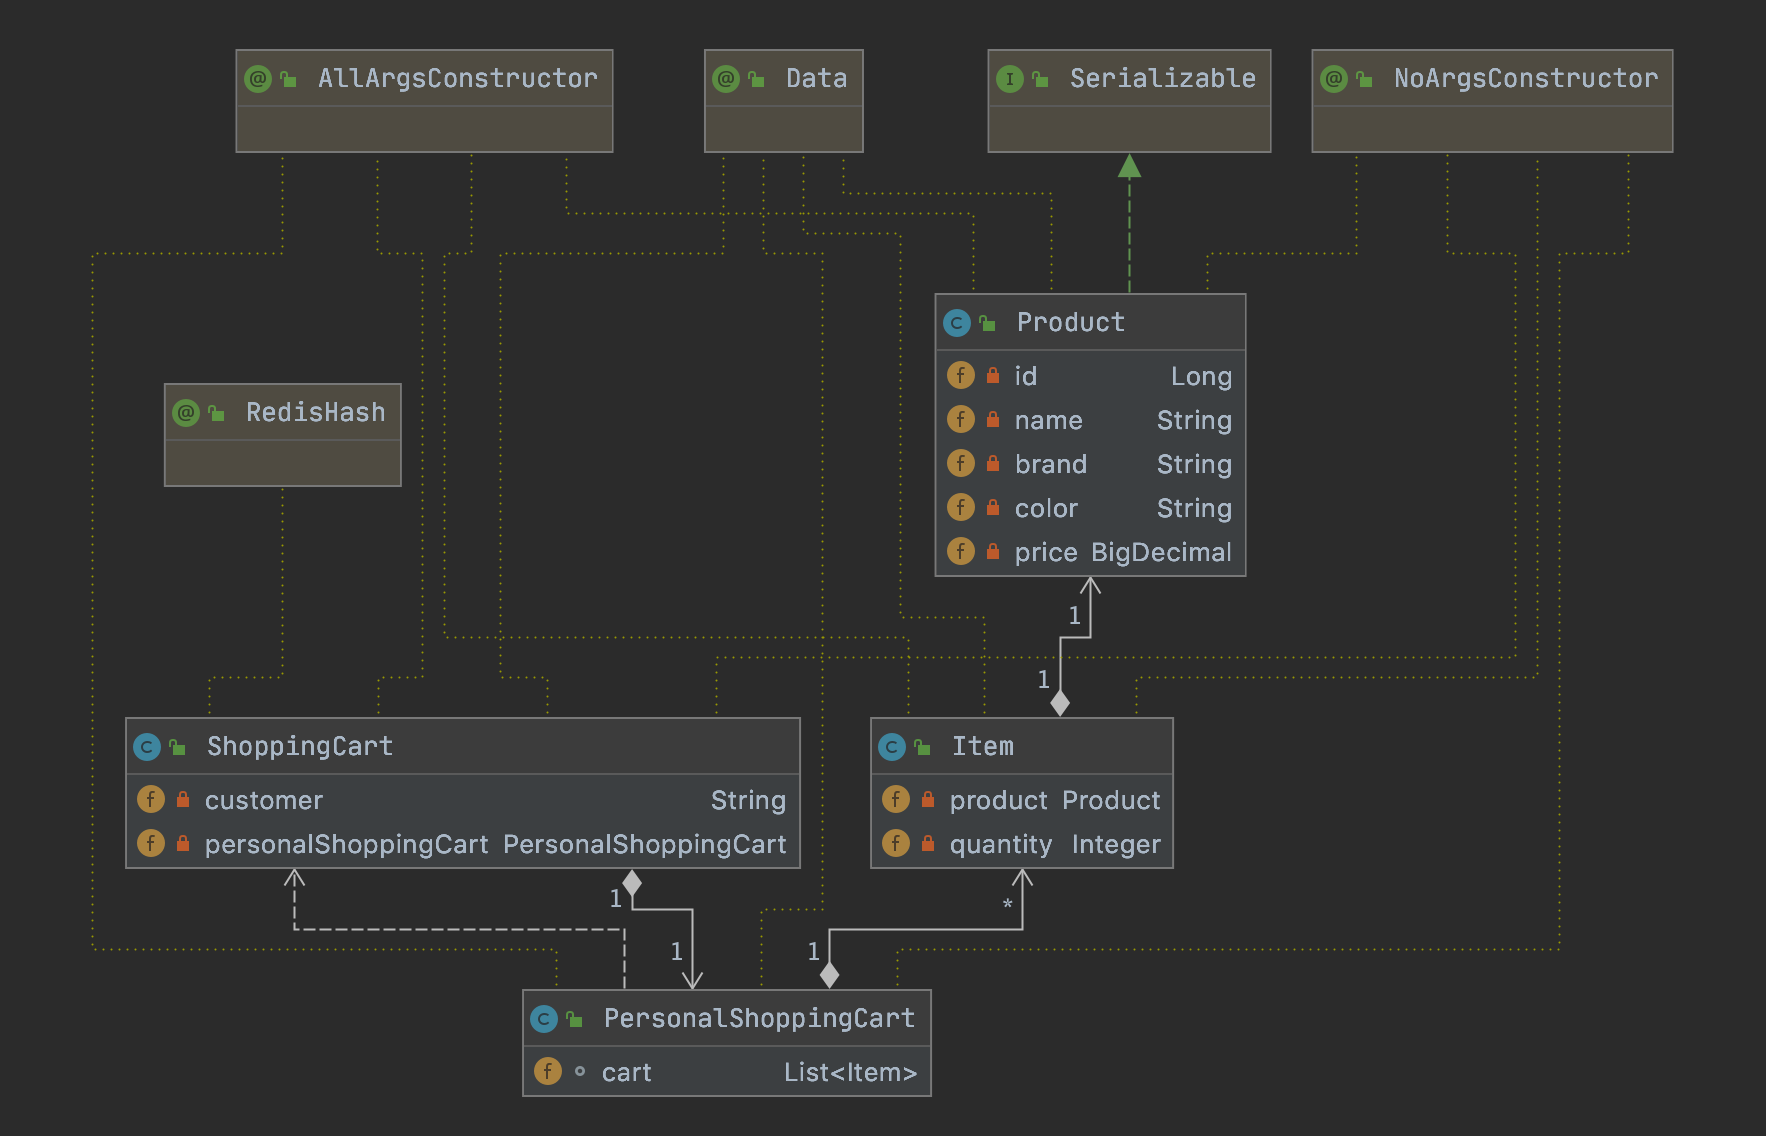 @ AllArgsConstructor
@ Data
I Serializable
@ NoArgsConstructor
C Product
f id Long
f name String
f brand String
f color String
f price BigDecimal
@ RedisHash
1
1
C ShoppingCart
f customer String
f personalShoppingCart PersonalShoppingCart
C Item
f product Product
f quantity Integer
1
*
1
1
C PersonalShoppingCart
f cart List<Item>